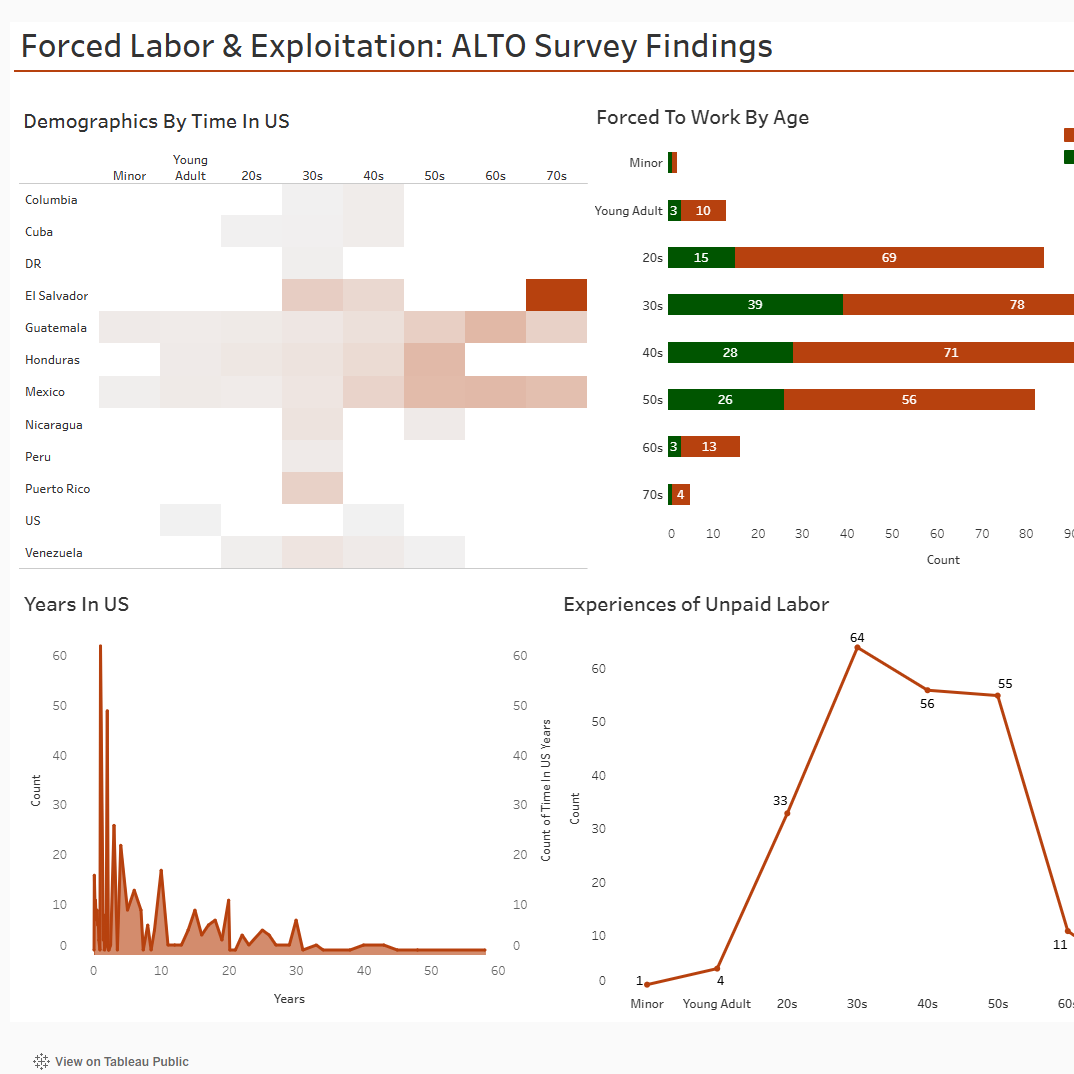 Forced Labor & Exploitation: ALTO Survey Findings
Demographics By Time In US
Minor Young Adult 20s 30s 40s 50s 60s 70s
Columbia
Cuba
DR
El Salvador
Guatemala
Honduras
Mexico
Nicaragua
Peru
Puerto Rico
US
Venezuela
Forced To Work By Age
Minor
Young Adult 3 10
20s 15 69
30s 39 78
40s 28 71
50s 26 56
60s 3 13
70s 4
0 10 20 30 40 50 60 70 80 90
Count
Years In US
60 60
50 50
40 40
30 30
20 20
10 10
0 0
Count
Count of Time In US Years
0 10 20 30 40 50 60
Years
Experiences of Unpaid Labor
60
50
40
30
20
10
0
Count
1 4 33 64 56 55 11
Minor Young Adult 20s 30s 40s 50s 60s
View on Tableau Public